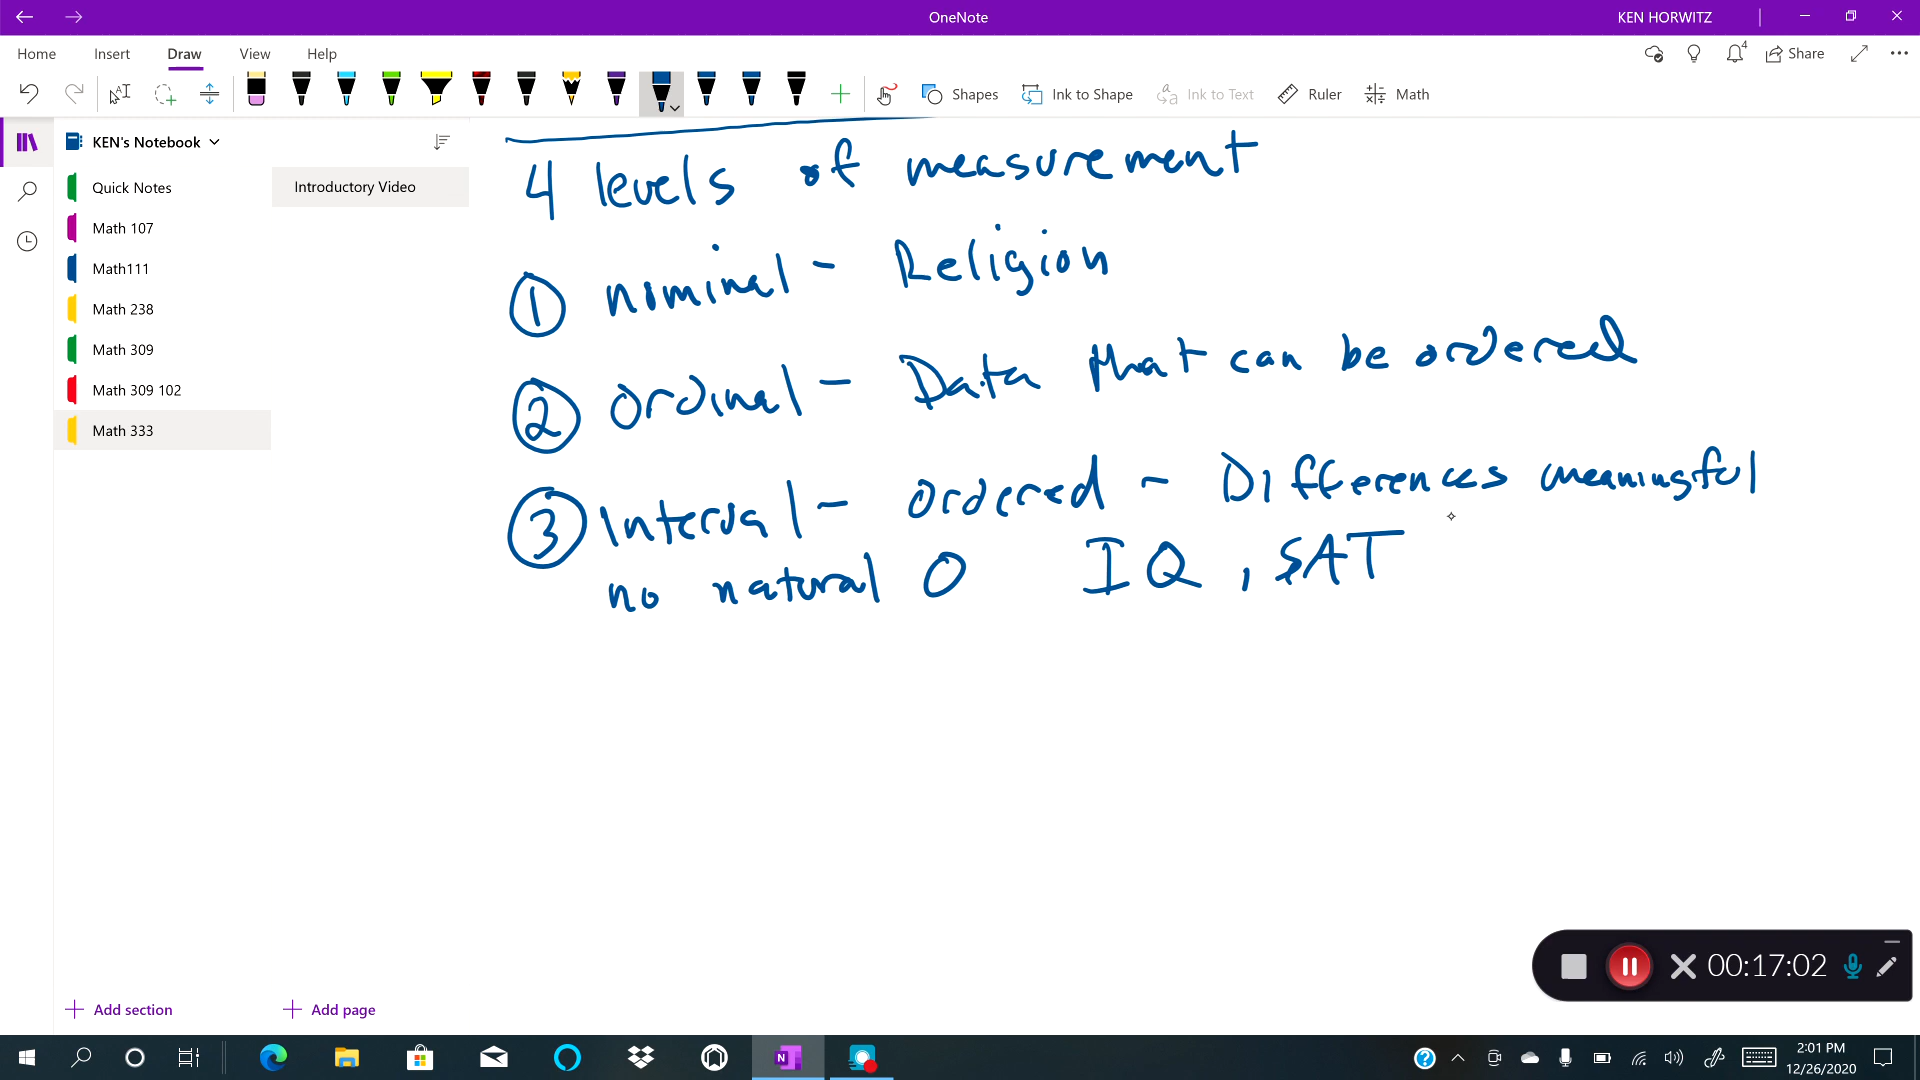 OneNote
KEN HORWITZ
Home Insert Draw View Help
4 Share
Shapes Ink to Shape Ink to Text Ruler Math
KEN's Notebook
Quick Notes
Math 107
Math111
Math 238
Math 309
Math 309 102
Math 333
Introductory Video
4 levels of measurement
1 nominal - Religion
2 ordinal - Data that can be ordered
3 Interval - ordered - Differences meaningful
no natural 0 IQ, SAT
00:17:02
Add section Add page
2:01 PM
12/26/2020